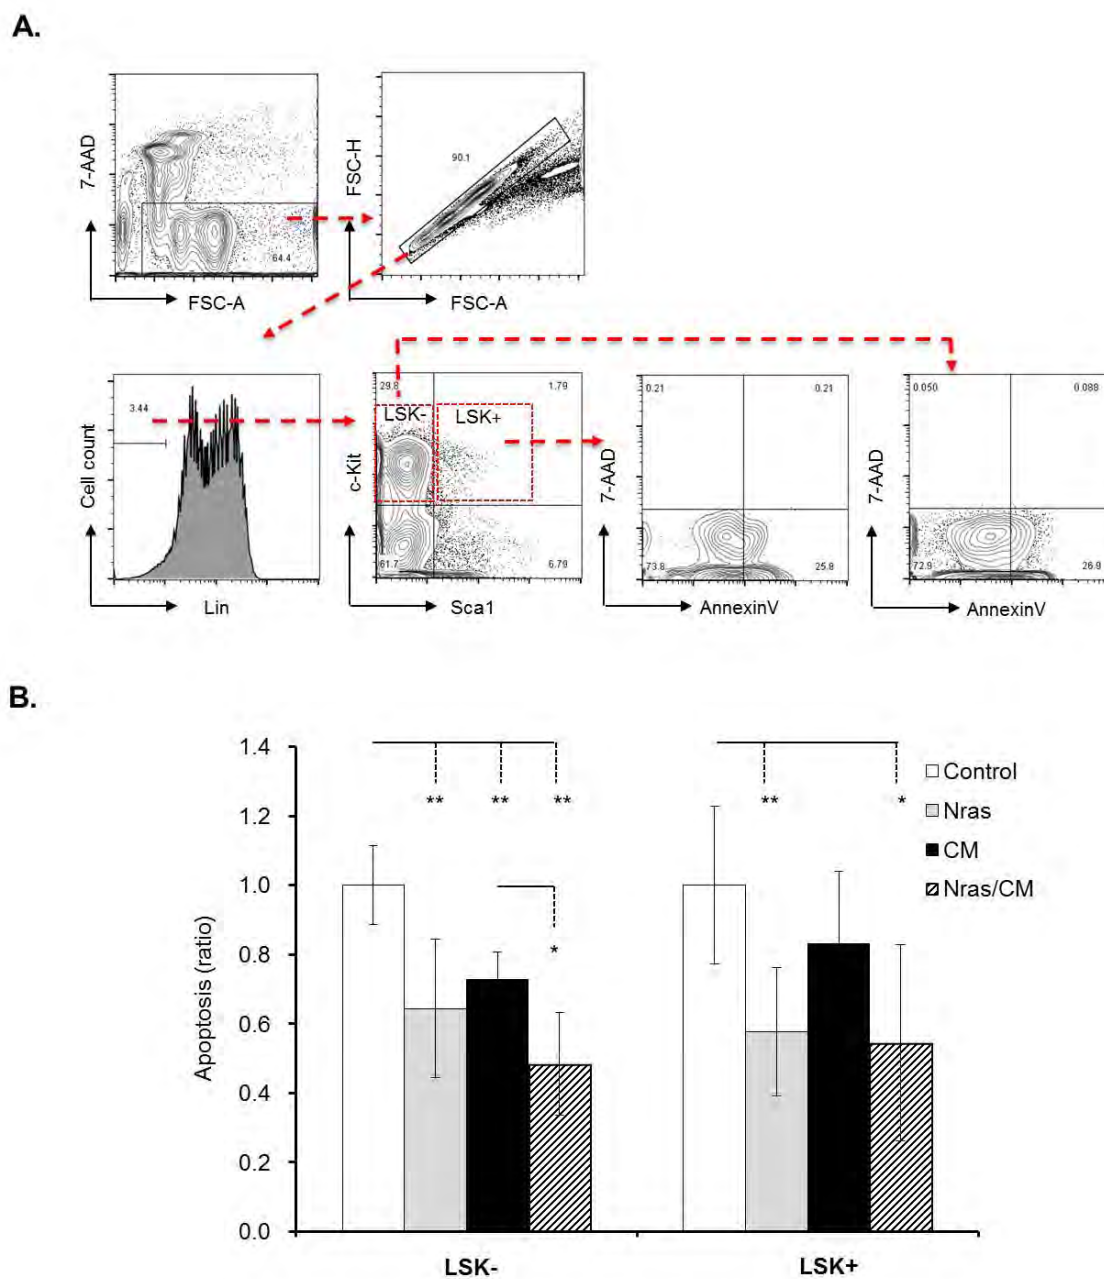 A.
7-AAD
64.4
FSC-A
FSC-H
90.1
FSC-A
Cell count
3.44
Lin
c-Kit
29.8
1.79
LSK-
LSK+
61.7
6.79
Sca1
7-AAD
0.21
0.21
73.8
25.8
AnnexinV
7-AAD
0.050
0.088
72.9
26.9
AnnexinV
B.
Apoptosis (ratio)
1.4
1.2
1.0
0.8
0.6
0.4
0.2
0.0
** ** **
*
** *
Control
Nras
CM
Nras/CM
LSK-
LSK+